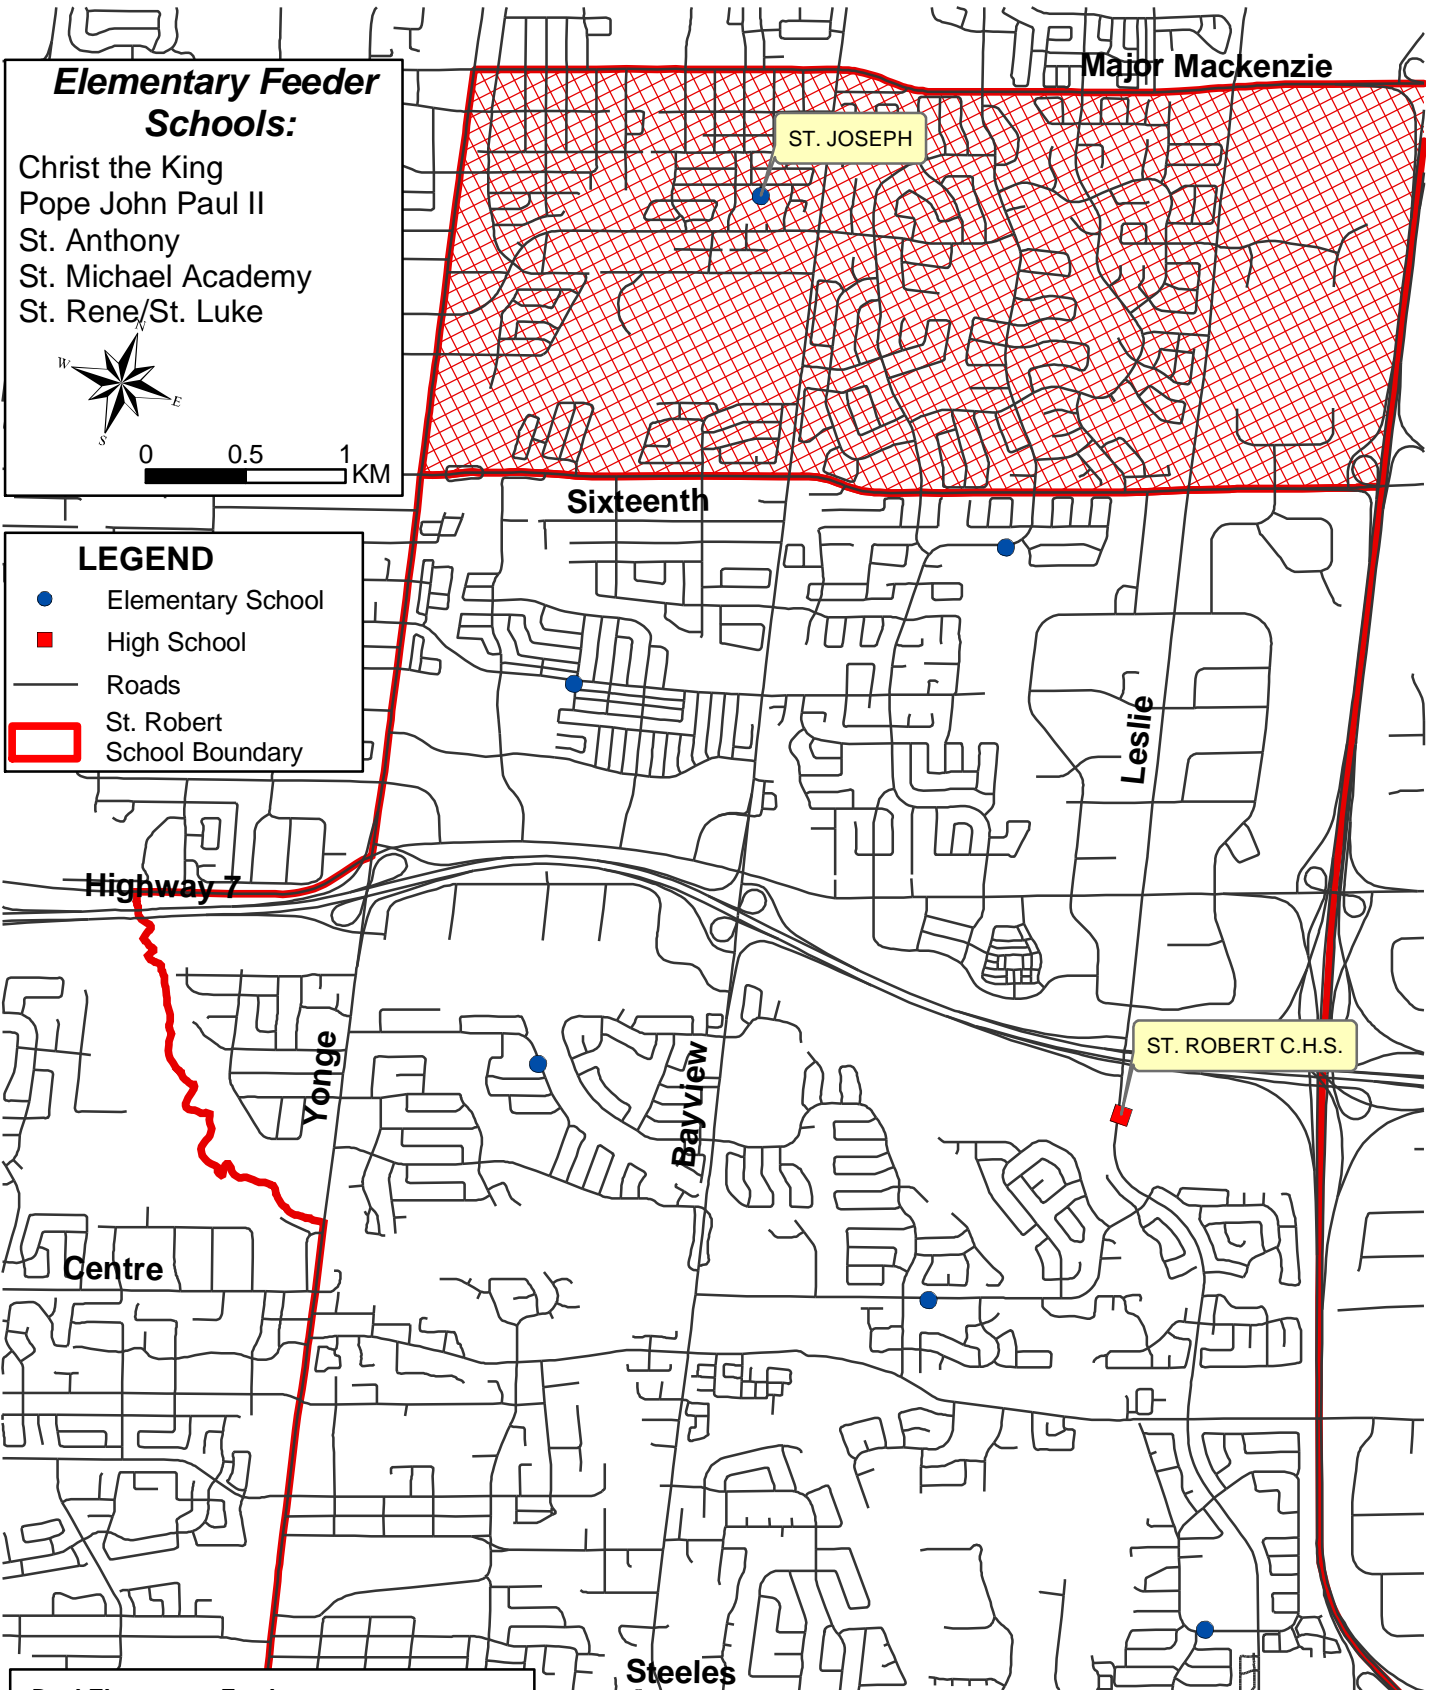 Elementary Feeder
Schools:
Christ the King
Pope John Paul II
St. Anthony
St. Michael Academy
St. Rene/St. Luke
N
W
E
S
0 0.5 1
KM
LEGEND
Elementary School
High School
Roads
St. Robert
School Boundary
Major Mackenzie
ST. JOSEPH
Sixteenth
Leslie
Highway 7
ST. ROBERT C.H.S.
Yonge
Bayview
Centre
Steeles